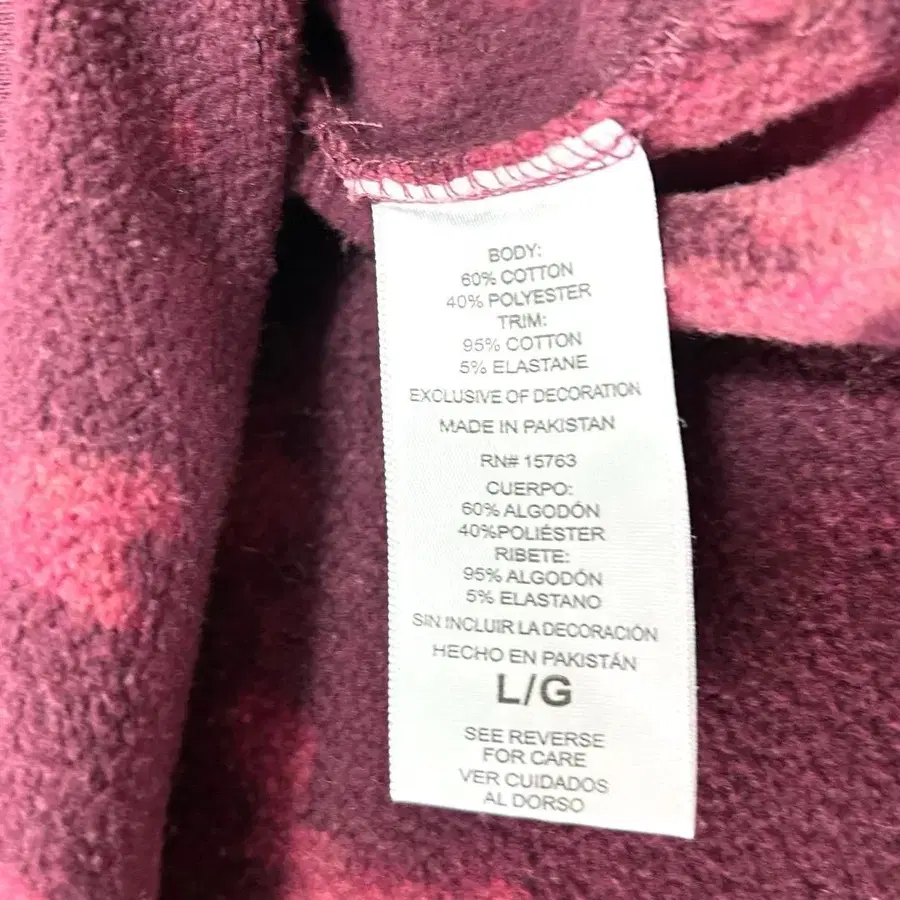 BODY:
60% COTTON
40% POLYESTER
TRIM:
95% COTTON
5% ELASTANE
EXCLUSIVE OF DECORATION
MADE IN PAKISTAN
RN# 15763
CUERPO:
60% ALGODÓN
40%POLIÉSTER
RIBETE:
95% ALGODÓN
5% ELASTANO
SIN INCLUIR LA DECORACIÓN
HECHO EN PAKISTÁN
L/G
SEE REVERSE
FOR CARE
VER CUIDADOS
AL DORSO